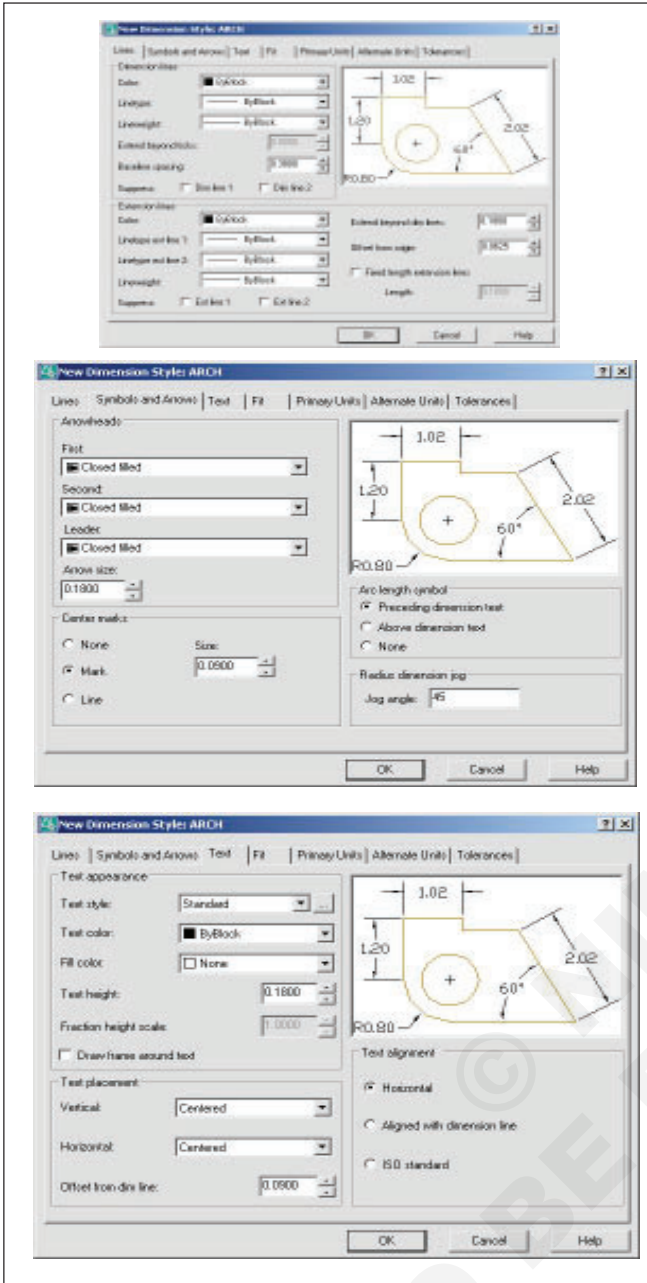 New Dimension Style: ARCH
Lines Symbols and Arrows Text Fit Primary Units Alternate Units Tolerances
Dimension lines
Color: ByBlock
Linetype: ByBlock
Lineweight: ByBlock
Extend beyond ticks:
Baseline spacing: 0.3800
Suppress: Dim line 1 Dim line 2
1.02
1.20
2.02
60°
R0.80
Extension lines
Color: ByBlock
Linetype ext line 1: ByBlock
Linetype ext line 2: ByBlock
Lineweight: ByBlock
Suppress: Ext line 1 Ext line 2
Extend beyond dim lines: 0.1800
Offset from origin: 0.0625
Fixed length extension lines
Length:
OK Cancel Help
New Dimension Style: ARCH
Lines Symbols and Arrows Text Fit Primary Units Alternate Units Tolerances
Arrowheads
First:
Closed filled
Second:
Closed filled
Leader:
Closed filled
Arrow size:
0.1800
Center marks
None
Mark
Line
Size:
0.0900
1.02
1.20
2.02
60°
R0.80
Arc length symbol
Preceding dimension text
Above dimension text
None
Radius dimension jog
Jog angle: 45
OK Cancel Help
New Dimension Style: ARCH
Lines Symbols and Arrows Text Fit Primary Units Alternate Units Tolerances
Text appearance
Text style: Standard ...
Text color: ByBlock
Fill color: None
Text height: 0.1800
Fraction height scale: 1.0000
Draw frame around text
Text placement
Vertical: Centered
Horizontal: Centered
Offset from dim line: 0.0900
1.02
1.20
2.02
60°
R0.80
Text alignment
Horizontal
Aligned with dimension line
ISO standard
OK Cancel Help